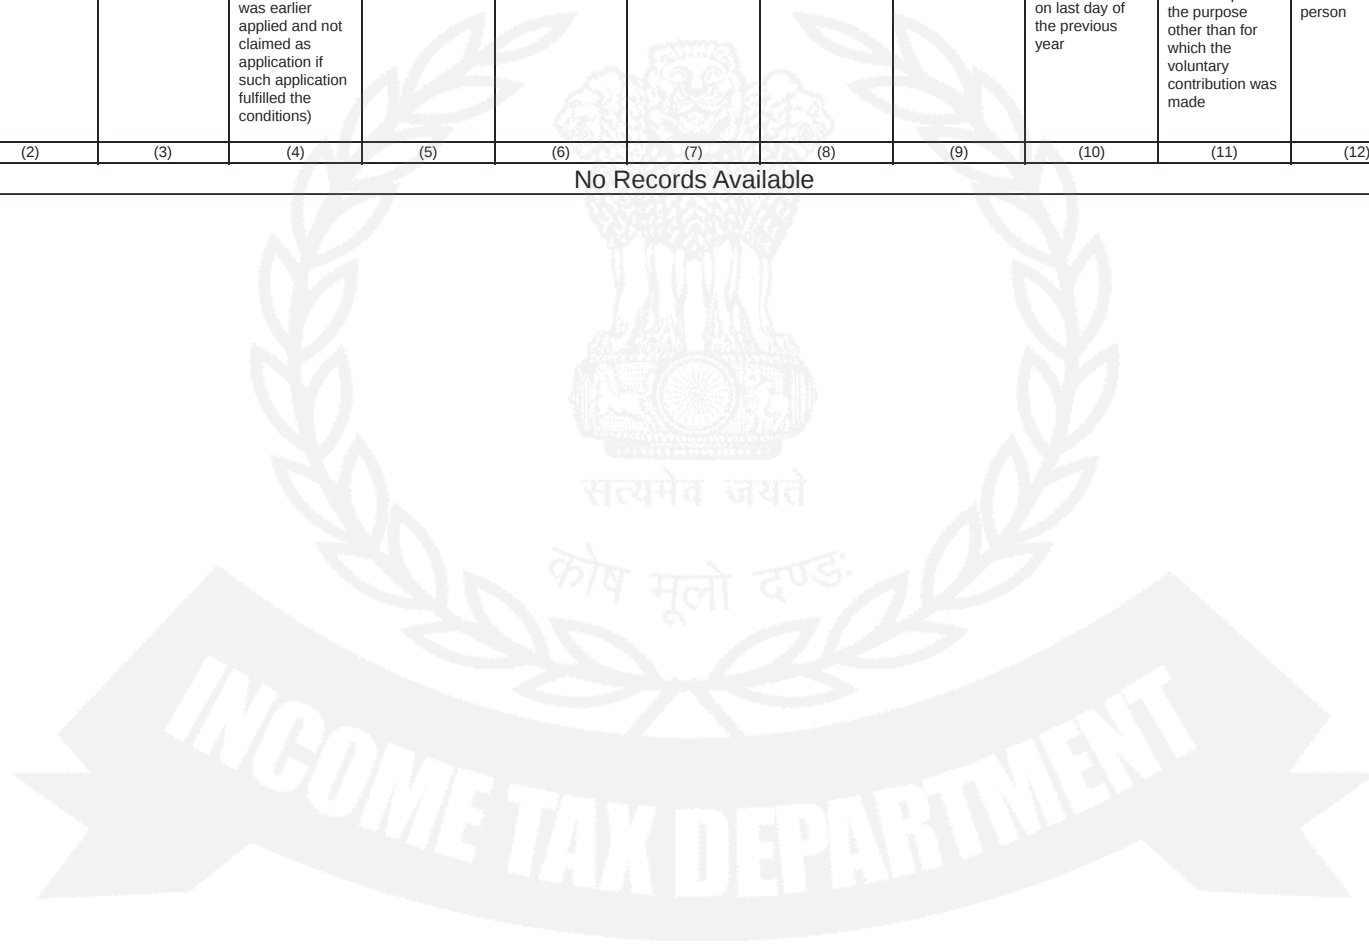 was earlier
applied and not
claimed as
application if
such application
fulfilled the
conditions)
on last day of
the previous
year
the purpose
other than for
which the
voluntary
contribution was
made
person
(2) (3) (4) (5) (6) (7) (8) (9) (10) (11) (12)
No Records Available
सत्यमेव जयते
कोष मूलो दण्डः
INCOME TAX DEPARTMENT